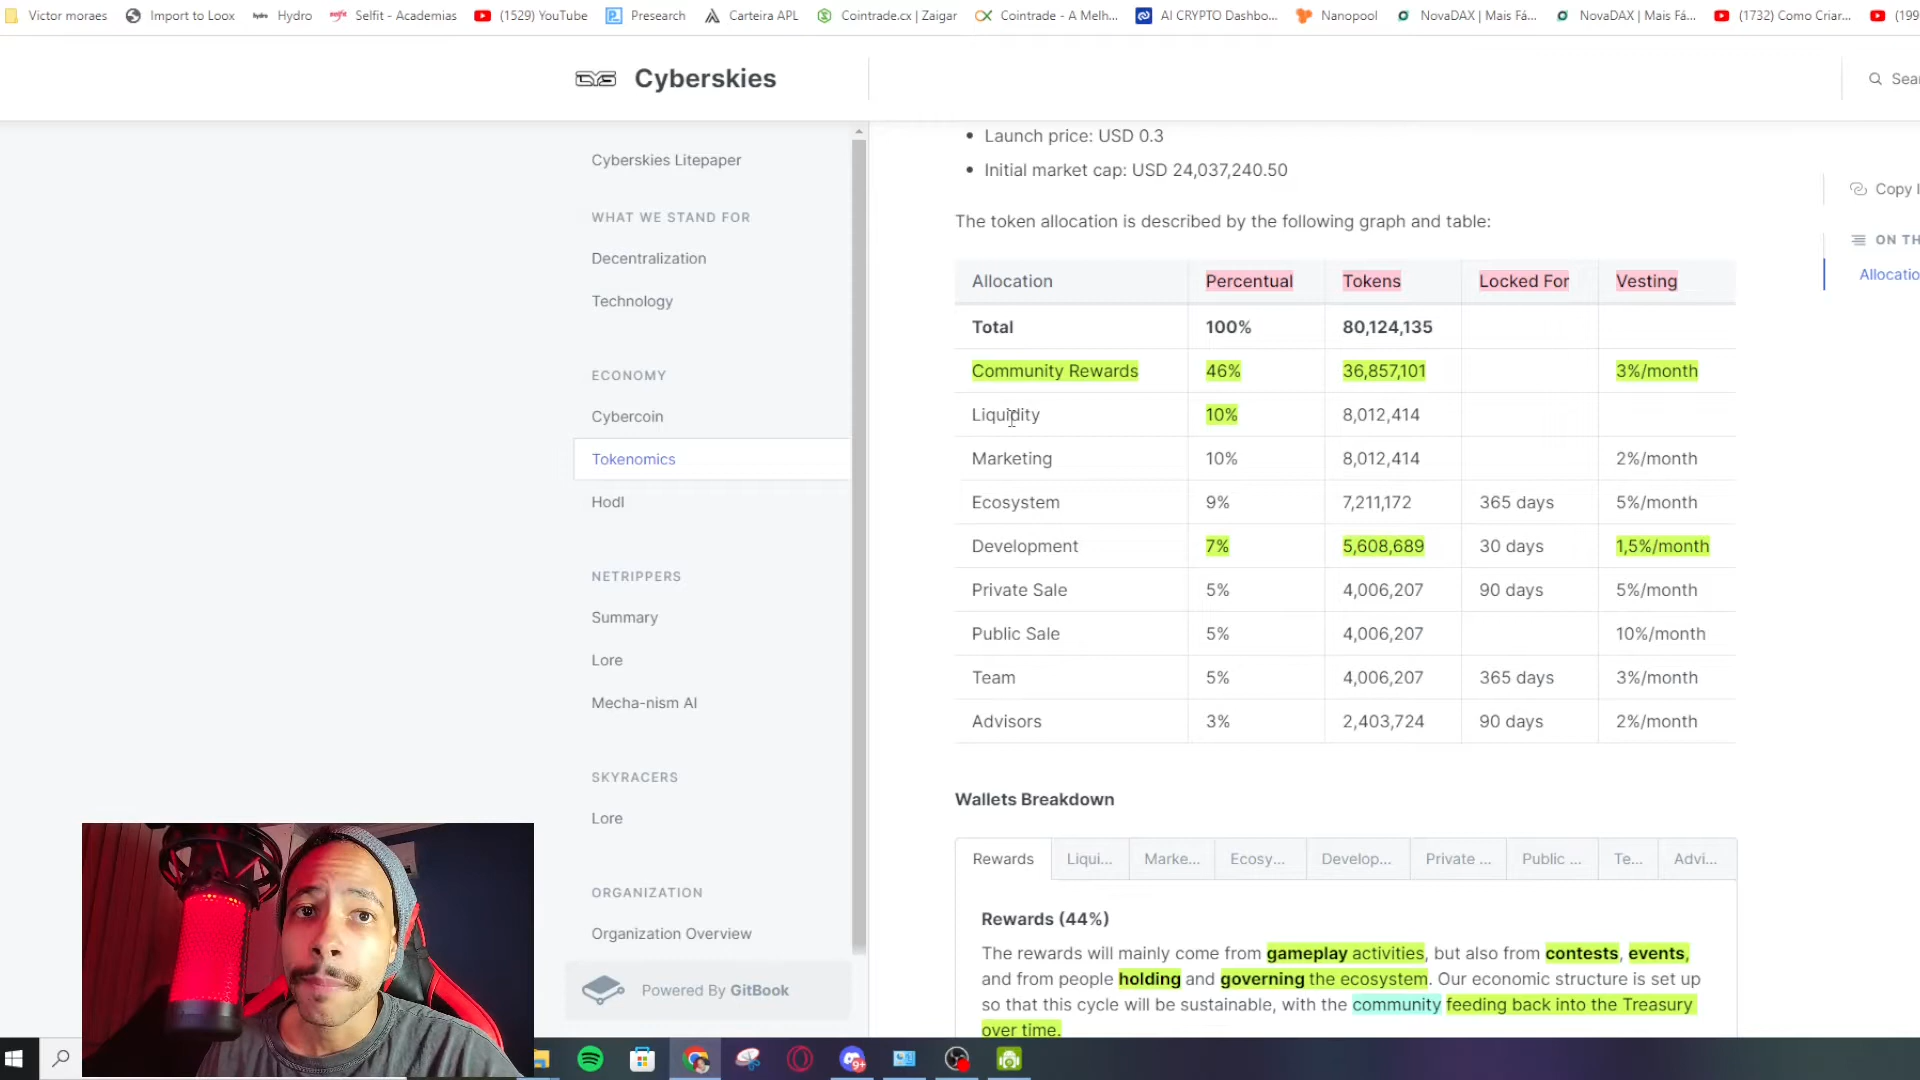 Victor moraes Import to Loox hydro Hydro selfit Selfit - Academias (1529) YouTube Presearch Carteira APL Cointrade.cx | Zaigar Cointrade - A Melh... AI CRYPTO Dashbo... Nanopool NovaDAX | Mais Fá... NovaDAX | Mais Fá... (1732) Como Criar... (199
Cyberskies
Sea
Cyberskies Litepaper
WHAT WE STAND FOR
Decentralization
Technology
ECONOMY
Cybercoin
Tokenomics
Hodl
NETRIPPERS
Summary
Lore
Mecha-nism AI
SKYRACERS
Lore
ORGANIZATION
Organization Overview
Powered By GitBook
• Launch price: USD 0.3
• Initial market cap: USD 24,037,240.50
The token allocation is described by the following graph and table:
Allocation Percentual Tokens Locked For Vesting
Total 100% 80,124,135
Community Rewards 46% 36,857,101 3%/month
Liquidity 10% 8,012,414
Marketing 10% 8,012,414 2%/month
Ecosystem 9% 7,211,172 365 days 5%/month
Development 7% 5,608,689 30 days 1,5%/month
Private Sale 5% 4,006,207 90 days 5%/month
Public Sale 5% 4,006,207 10%/month
Team 5% 4,006,207 365 days 3%/month
Advisors 3% 2,403,724 90 days 2%/month
Wallets Breakdown
Rewards Liqui... Marke... Ecosy... Develop... Private ... Public ... Te... Advi...
Rewards (44%)
The rewards will mainly come from gameplay activities, but also from contests, events,
and from people holding and governing the ecosystem. Our economic structure is set up
so that this cycle will be sustainable, with the community feeding back into the Treasury
over time.
Copy l
ON TH
Allocatio
9+